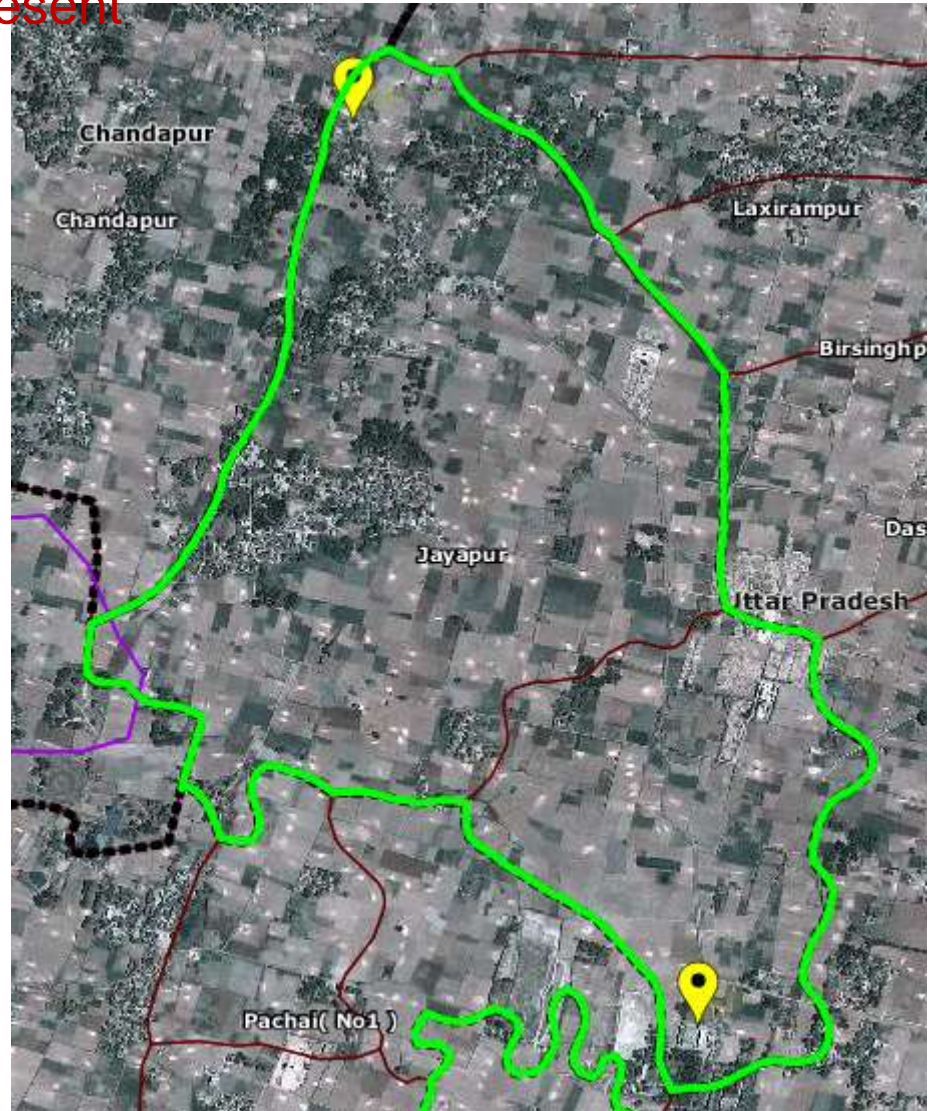 esent
Chandapur
Chandapur
Laxirampur
Birsinghp
Das
Jayapur
Uttar Pradesh
Pachai( No1 )